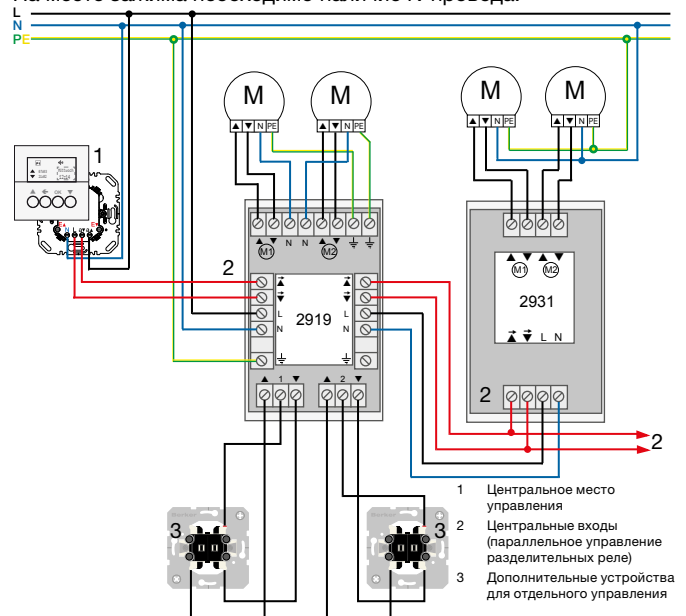 На месте зажима необходимо наличие N-провода.
L
N
PE
M
M
M
M
▲ ▼ N PE
▲ ▼ N PE
▲ ▼ N PE
▲ ▼ N PE
1
OK
N L
▲ ▼ N N ▲ ▼
M1
M2
▲ ▼ ▲ ▼
M1
M2
2
2919
L
L
N
N
2931
L N
▲ 1 ▼ ▲ 2 ▼
2
2
3
3
1 Центральное место
управления
2 Центральные входы
(параллельное управление
разделительных реле)
3 Дополнительные устройства
для отдельного управления